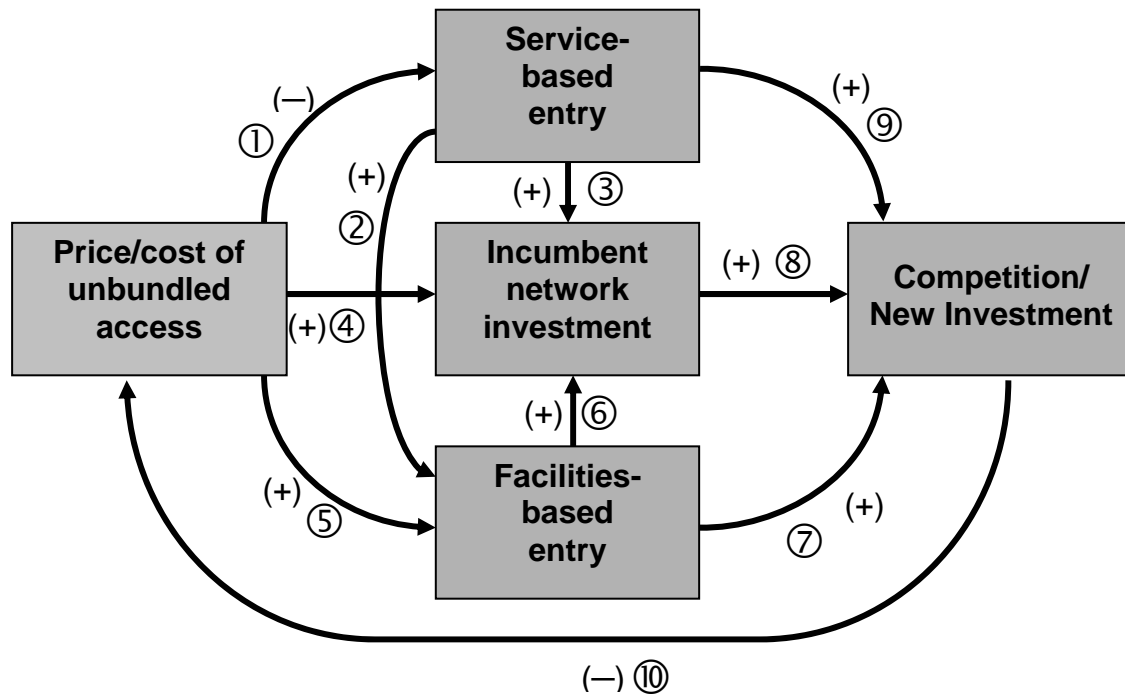 Service-
based
entry
(—)
①
(+)
⑨
(+)
②
(+) ③
Price/cost of
unbundled
access
Incumbent
network
investment
(+) ⑧
Competition/
New Investment
(+) ④
(+) ⑥
(+)
⑤
Facilities-
based
entry
(+)
⑦
(—) ⑩